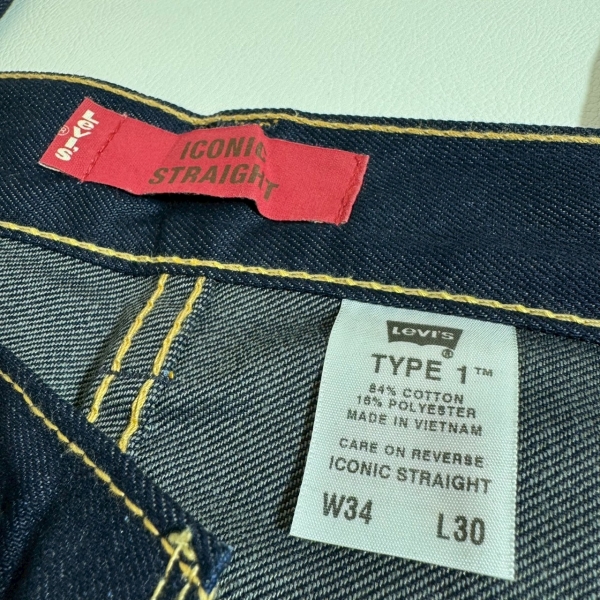 Levi's®
ICONIC
STRAIGHT
Levi's®
TYPE 1™
84% COTTON
16% POLYESTER
MADE IN VIETNAM
CARE ON REVERSE
ICONIC STRAIGHT
W34 L30